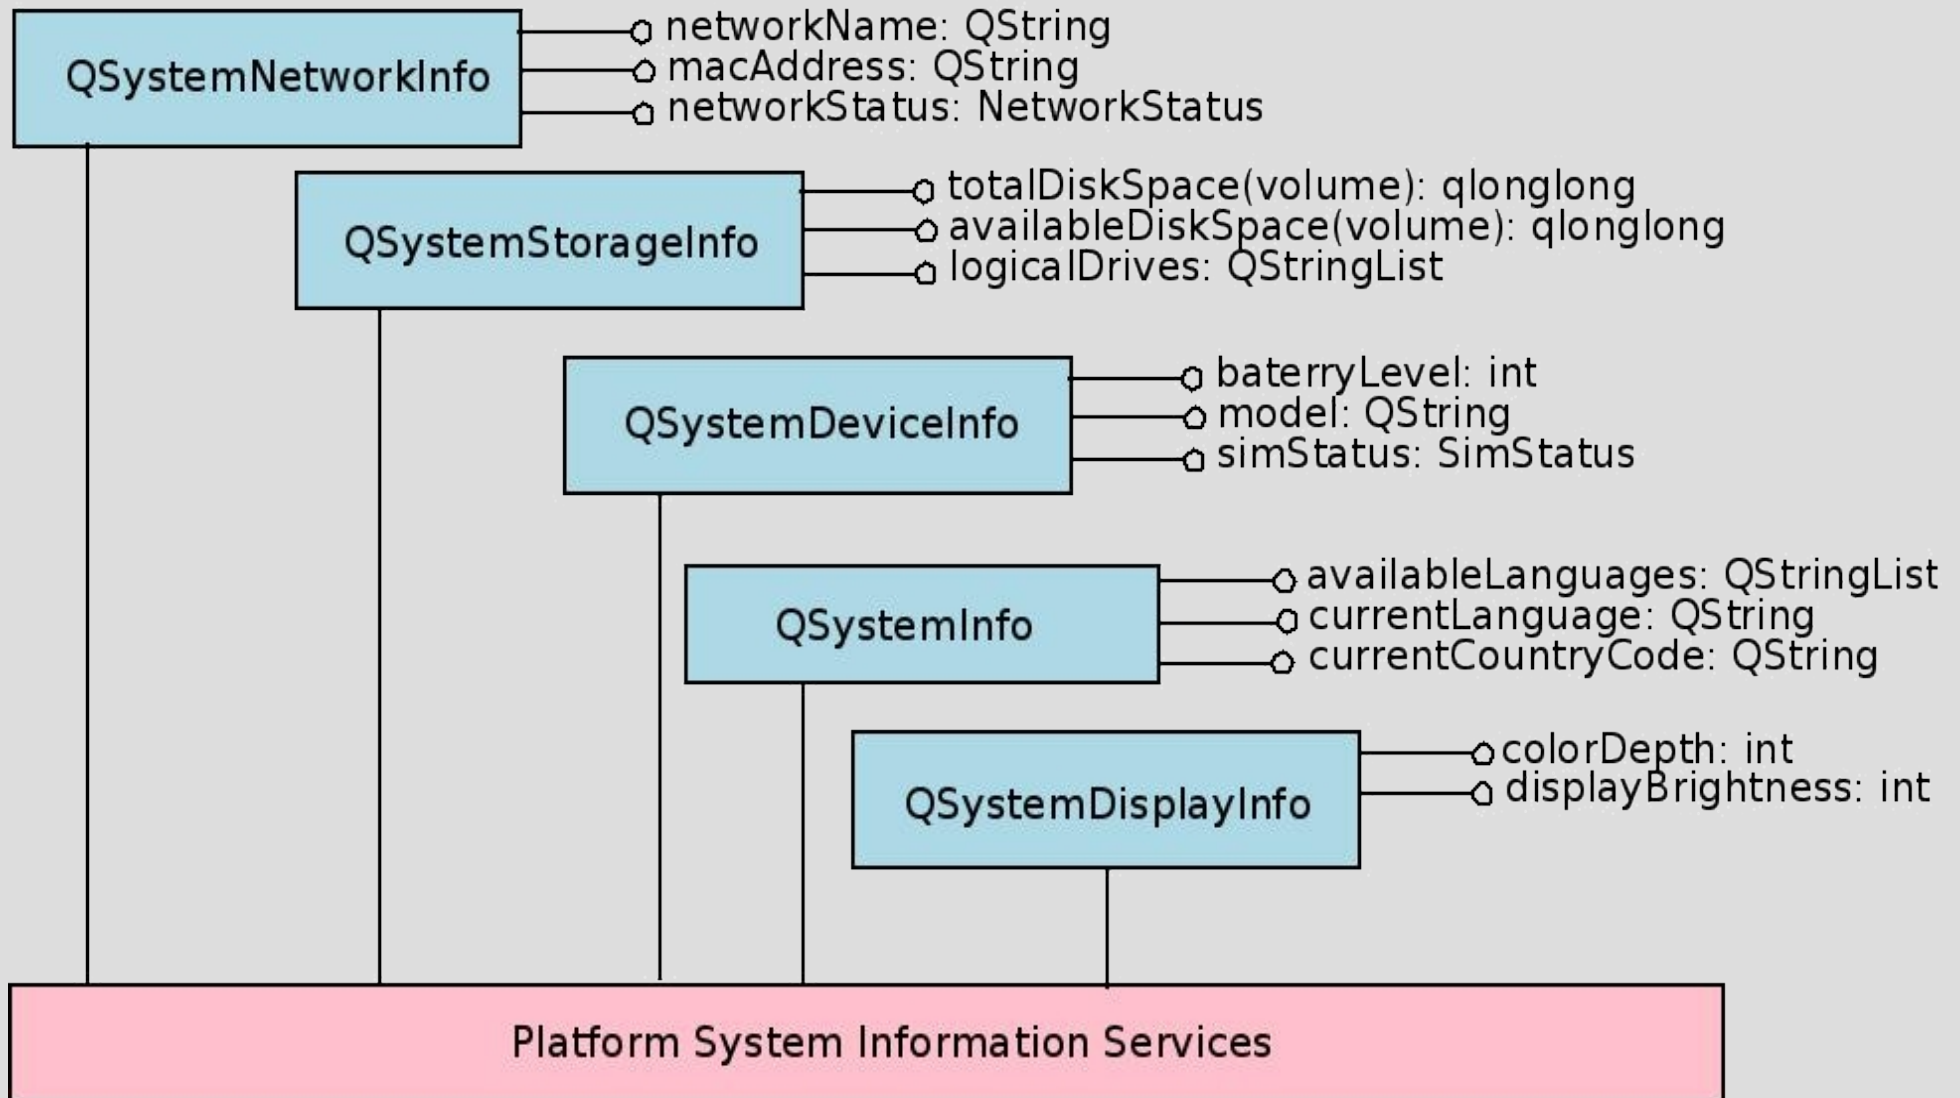 networkName: QString
QSystemNetworkInfo
macAddress: QString
networkStatus: NetworkStatus
totalDiskSpace(volume): qlonglong
QSystemStorageInfo
availableDiskSpace(volume): qlonglong
logicalDrives: QStringList
baterryLevel: int
QSystemDeviceInfo
model: QString
simStatus: SimStatus
availableLanguages: QStringList
QSystemInfo
currentLanguage: QString
currentCountryCode: QString
colorDepth: int
displayBrightness: int
QSystemDisplayInfo
Platform System Information Services